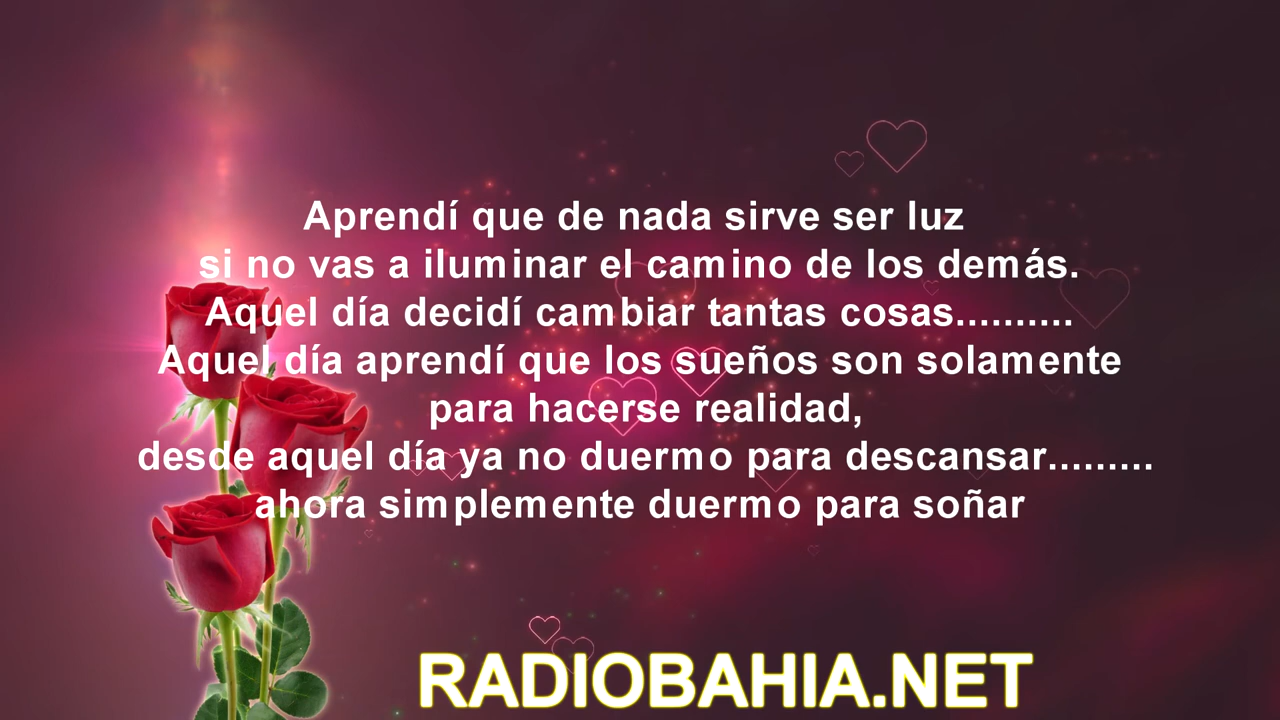 Aprendí que de nada sirve ser luz
si no vas a iluminar el camino de los demás.
Aquel día decidí cambiar tantas cosas..........
Aquel día aprendí que los sueños son solamente
para hacerse realidad,
desde aquel día ya no duermo para descansar.........
ahora simplemente duermo para soñar
RADIOBAHIA.NET